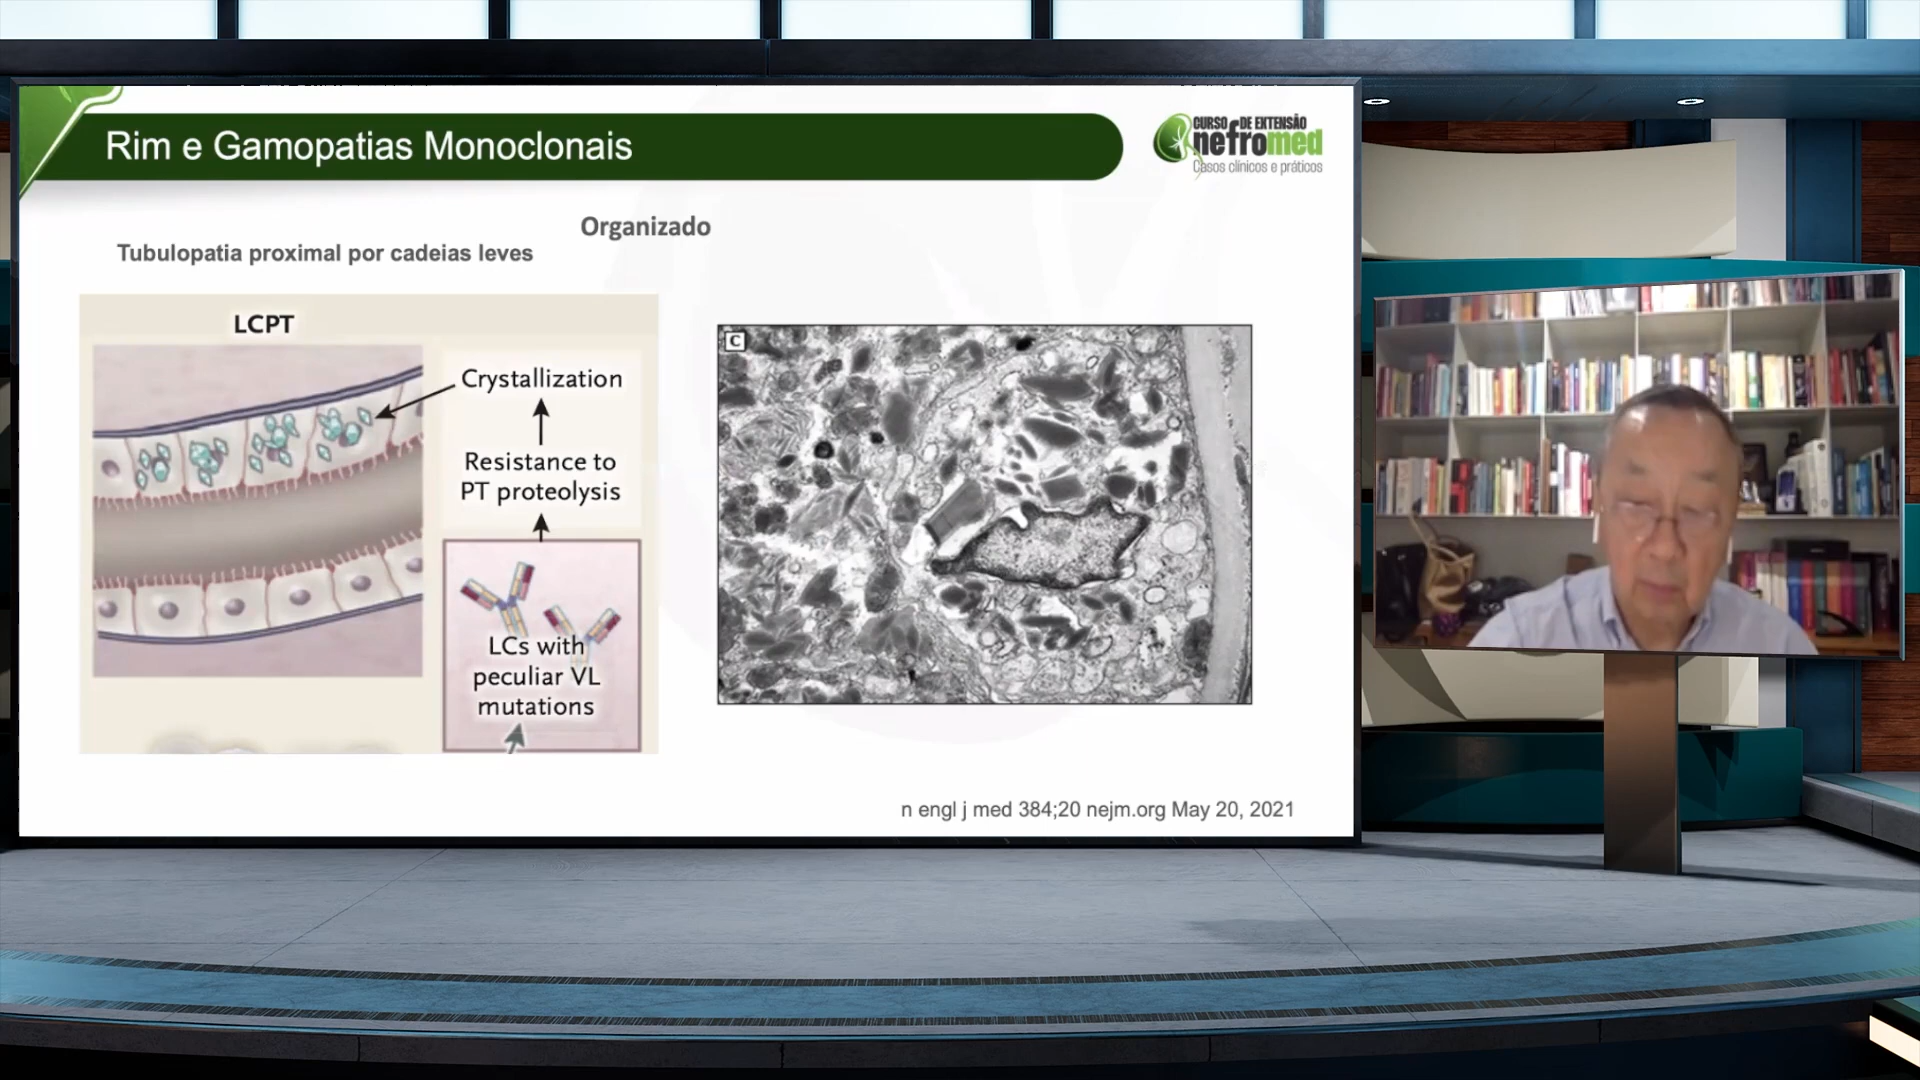 Rim e Gamopatias Monoclonais
CURSO DE EXTENSÃO
nefromed
Casos clínicos e práticos
Organizado
Tubulopatia proximal por cadeias leves
LCPT
Crystallization
Resistance to
PT proteolysis
LCs with
peculiar VL
mutations
C
n engl j med 384;20 nejm.org May 20, 2021